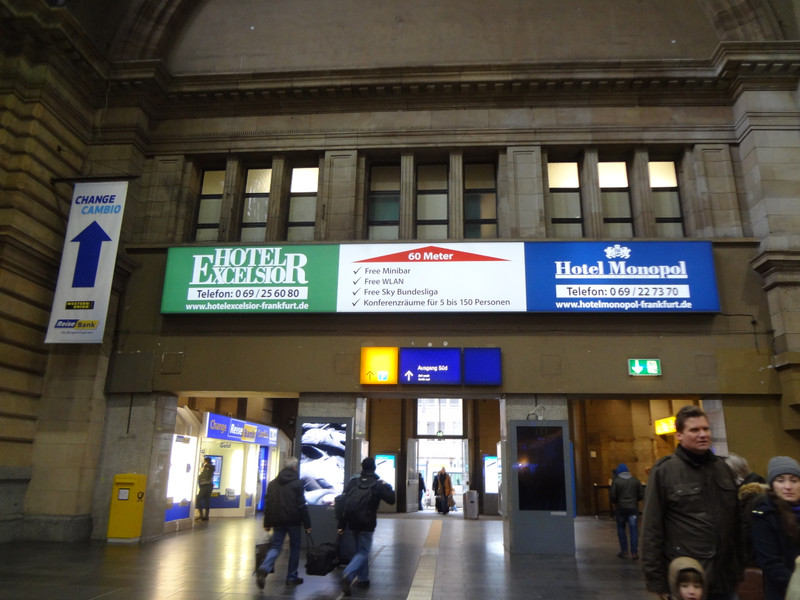 CHANGE
CAMBIO
WESTERN
UNION
ReiseBank
HOTEL
EXCELSIOR
Telefon: 0 69 / 25 60 80
www.hotelexcelsior-frankfurt.de
60 Meter
✓ Free Minibar
✓ Free WLAN
✓ Free Sky Bundesliga
✓ Konferenzräume für 5 bis 150 Personen
Hotel Monopol
Telefon: 0 69 / 22 73 70
www.hotelmonopol-frankfurt.de
Ausgang Süd
Change ReiseBank